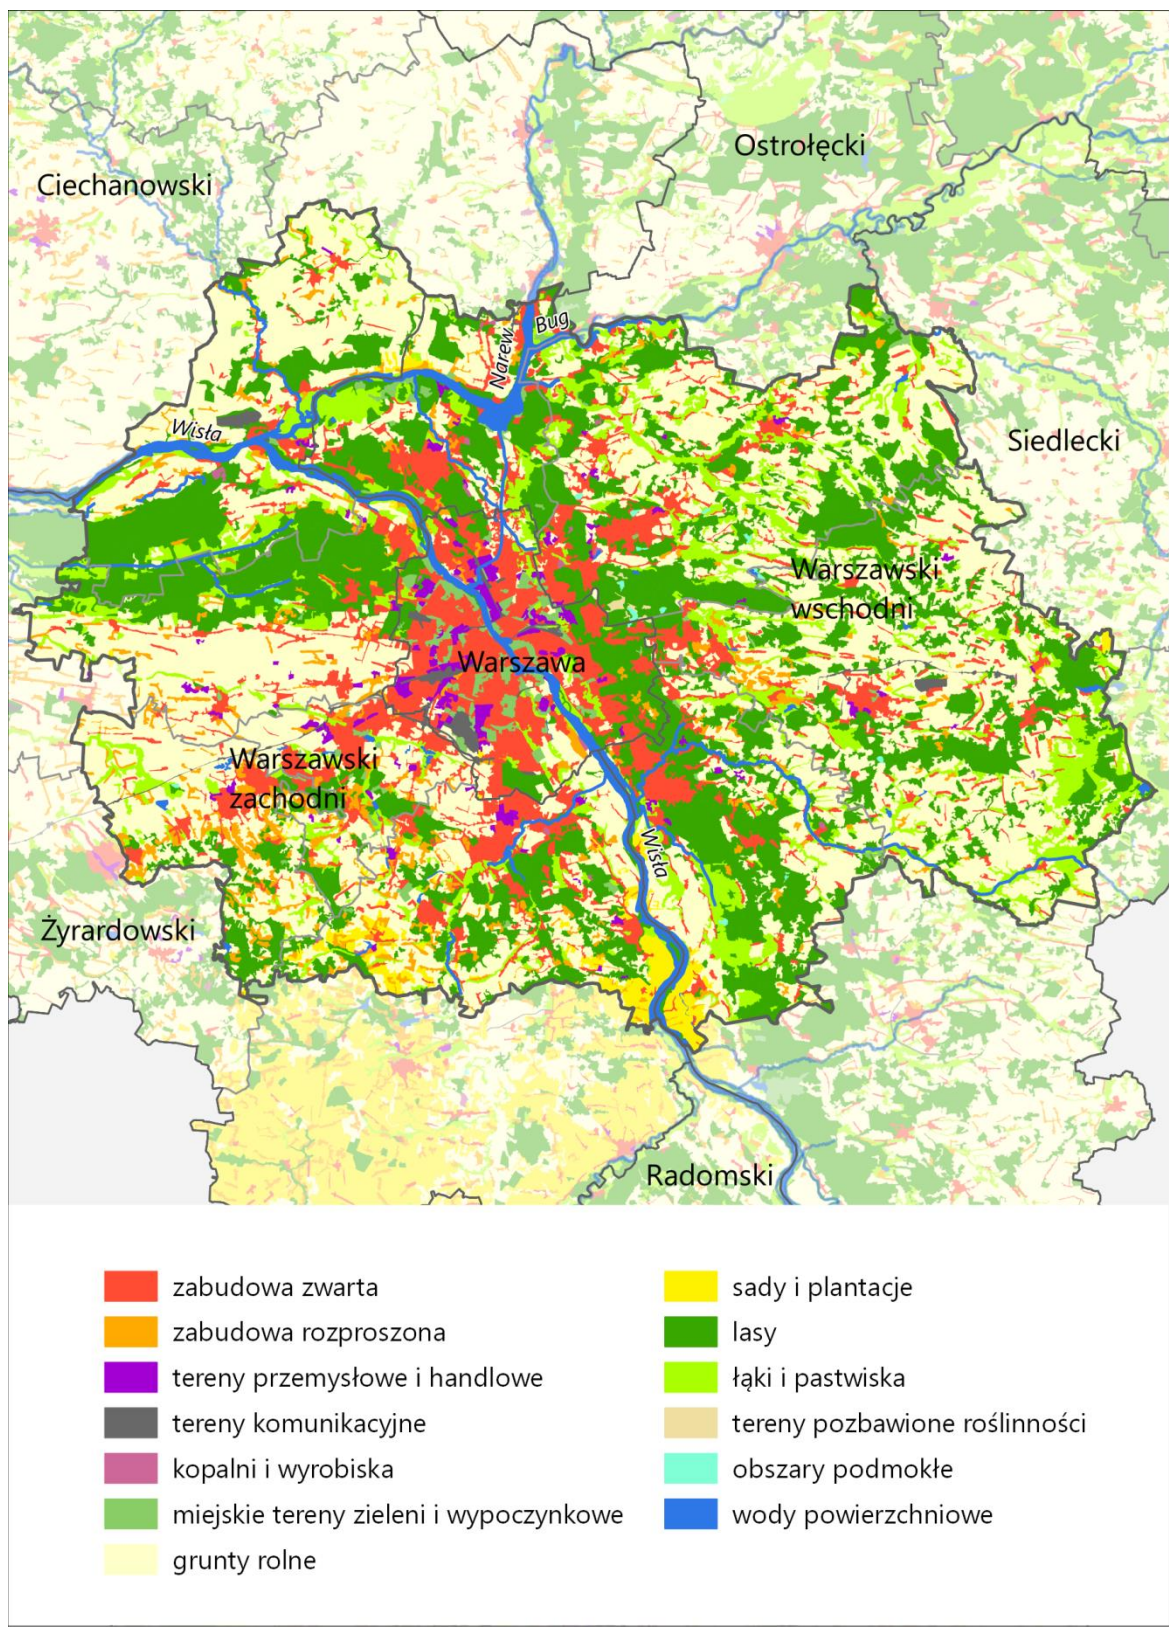 Ostrołęcki
Ciechanowski
Narew
Bug
Wisła
Siedlecki
Warszawski
wschodni
Warszawa
Warszawski
zachodni
Wisła
Żyrardowski
Radomski
zabudowa zwarta
zabudowa rozproszona
tereny przemysłowe i handlowe
tereny komunikacyjne
kopalni i wyrobiska
miejskie tereny zieleni i wypoczynkowe
grunty rolne
sady i plantacje
lasy
łąki i pastwiska
tereny pozbawione roślinności
obszary podmokłe
wody powierzchniowe